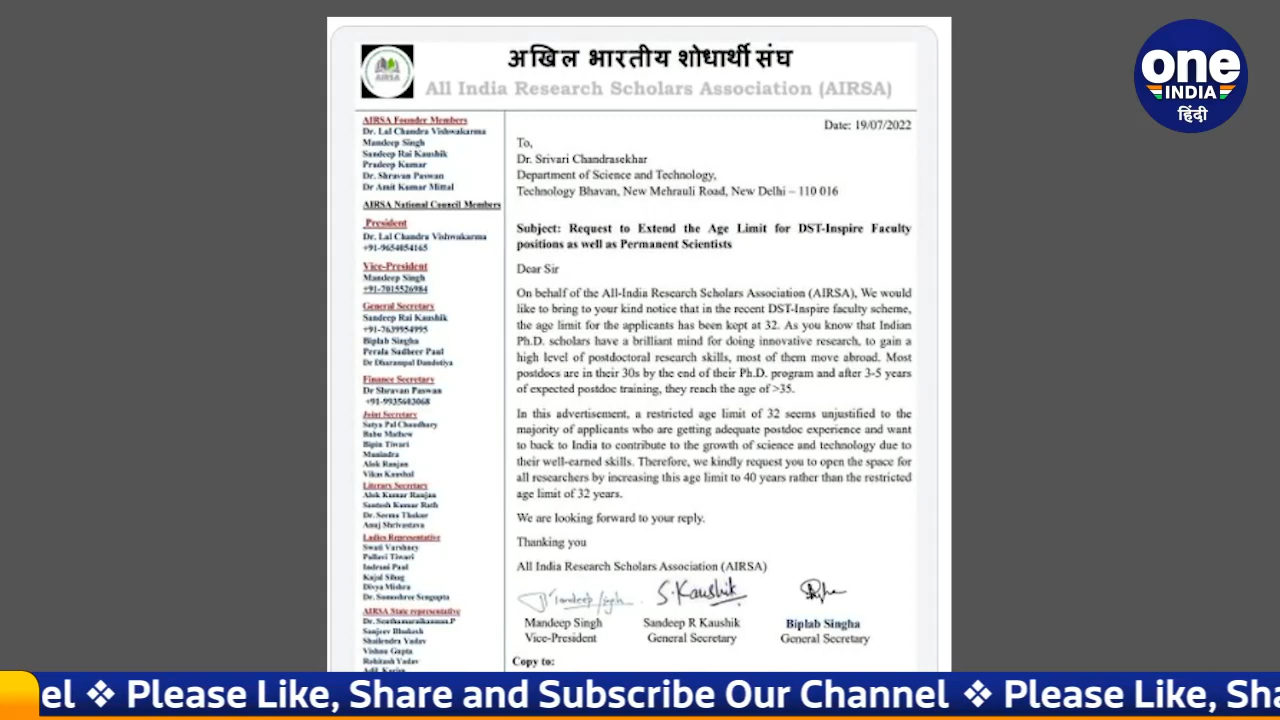 अखिल भारतीय शोधार्थी संघ
AIRSA
All India Research Scholars Association (AIRSA)
one
INDIA
हिंदी
AIRSA Founder Members
Dr. Lal Chandra Vishwakarma
Mandeep Singh
Sandeep Rai Kaushik
Pradeep Kumar
Dr. Shravan Paswan
Dr Amit Kumar Mittal
AIRSA National Council Members
President
Dr. Lal Chandra Vishwakarma
+91-9654054165
Vice-President
Mandeep Singh
+91-7015526984
General Secretary
Sandeep Rai Kaushik
+91-7639954995
Biplab Singha
Perala Sudheer Paul
Dr Dharampal Dandotiya
Finance Secretary
Dr Shravan Paswan
+91-9935603068
Joint Secretary
Satya Pal Chaudhary
Babu Mathew
Bipin Tiwari
Munindra
Alok Ranjan
Vikas Kaushal
Literary Secretary
Alok Kumar Ranjan
Santosh Kumar Rath
Dr. Seema Thakur
Anuj Shrivastava
Ladies Representative
Swati Varshney
Pallavi Tiwari
Indrani Paul
Kajal Sihag
Divya Mishra
Dr. Somoshree Sengupta
AIRSA State representative
Sanjeev Bhukesh
Shailendra Yadav
Vishnu Gupta
Rohitash Yadav
Date: 19/07/2022
To,
Dr. Srivari Chandrasekhar
Department of Science and Technology,
Technology Bhavan, New Mehrauli Road, New Delhi – 110 016
Subject: Request to Extend the Age Limit for DST-Inspire Faculty
positions as well as Permanent Scientists
Dear Sir
On behalf of the All-India Research Scholars Association (AIRSA), We would
like to bring to your kind notice that in the recent DST-Inspire faculty scheme,
the age limit for the applicants has been kept at 32. As you know that Indian
Ph.D. scholars have a brilliant mind for doing innovative research, to gain a
high level of postdoctoral research skills, most of them move abroad. Most
postdocs are in their 30s by the end of their Ph.D. program and after 3-5 years
of expected postdoc training, they reach the age of >35.
In this advertisement, a restricted age limit of 32 seems unjustified to the
majority of applicants who are getting adequate postdoc experience and want
to back to India to contribute to the growth of science and technology due to
their well-earned skills. Therefore, we kindly request you to open the space for
all researchers by increasing this age limit to 40 years rather than the restricted
age limit of 32 years.
We are looking forward to your reply.
Thanking you
All India Research Scholars Association (AIRSA)
Mandeep Singh S.Kaushik
Mandeep Singh Sandeep R Kaushik Biplab Singha
Vice-President General Secretary General Secretary
Copy to:
el ❖ Please Like, Share and Subscribe Our Channel ❖ Please Like, Sha